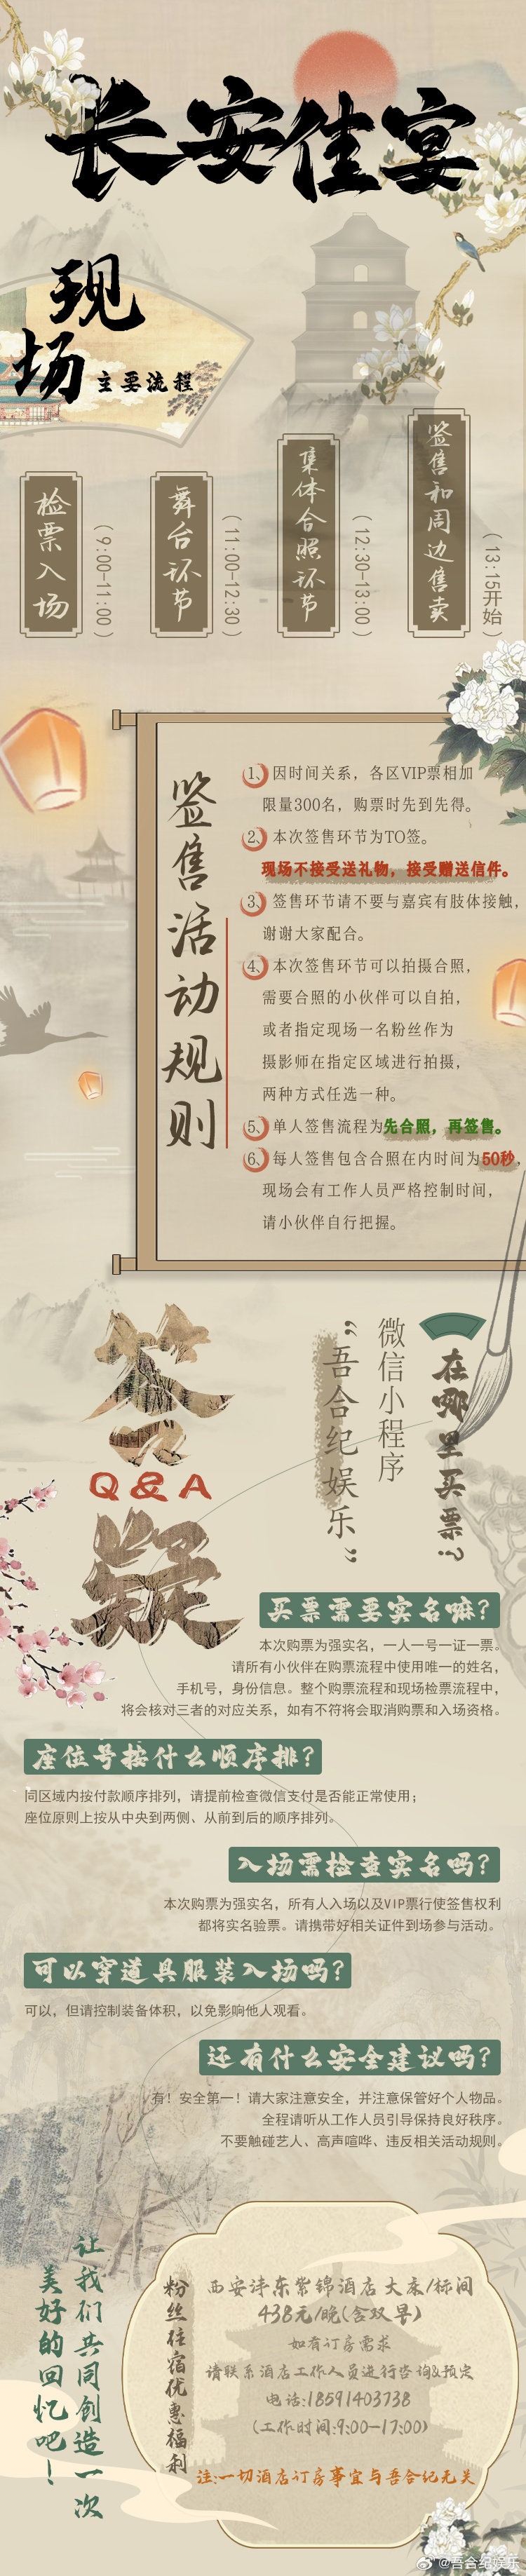 长安佳宴
现场
主要流程
检票入场
(9:00-11:00)
舞台环节
(11:00-12:30)
集体合照环节
(12:30-13:00)
签售和周边售卖
(13:15开始)
签售活动规则
1、因时间关系，各区VIP票相加
限量300名，购票时先到先得。
2、本次签售环节为TO签。
现场不接受送礼物，接受赠送信件。
3、签售环节请不要与嘉宾有肢体接触，
谢谢大家配合。
4、本次签售环节可以拍摄合照，
需要合照的小伙伴可以自拍，
或者指定现场一名粉丝作为
摄影师在指定区域进行拍摄，
两种方式任选一种。
5、单人签售流程为先合照，再签售。
6、每人签售包含合照在内时间为50秒，
现场会有工作人员严格控制时间，
请小伙伴自行把握。
答疑
Q&A
在哪里买票？
微信小程序
“吾合纪娱乐”
买票需要实名嘛？
本次购票为强实名，一人一号一证一票。
请所有小伙伴在购票流程中使用唯一的姓名，
手机号，身份信息。整个购票流程和现场检票流程中，
将会核对三者的对应关系，如有不符将会取消购票和入场资格。
座位号按什么顺序排？
同区域内按付款顺序排列，请提前检查微信支付是否能正常使用；
座位原则上按从中央到两侧、从前到后的顺序排列。
入场需检查实名吗？
本次购票为强实名，所有人入场以及VIP票行使签售权利
都将实名验票。请携带好相关证件到场参与活动。
可以穿道具服装入场吗？
可以，但请控制装备体积，以免影响他人观看。
还有什么安全建议吗？
有！安全第一！请大家注意安全，并注意保管好个人物品。
全程请听从工作人员引导保持良好秩序。
不要触碰艺人、高声喧哗、违反相关活动规则。
让我们共同创造一次
美好的回忆吧！
粉丝住宿优惠福利
西安沣东紫锦酒店 大床/标间
438元/晚(含双早)
如有订房需求
请联系酒店工作人员进行咨询&预定
电话:18591403738
(工作时间:9:00-17:00)
注:一切酒店订房事宜与吾合纪无关
@吾合纪娱乐